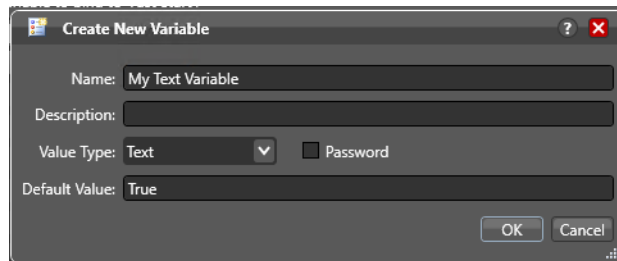 Create New Variable ?
Name: My Text Variable
Description:
Value Type: Text Password
Default Value: True
OK Cancel